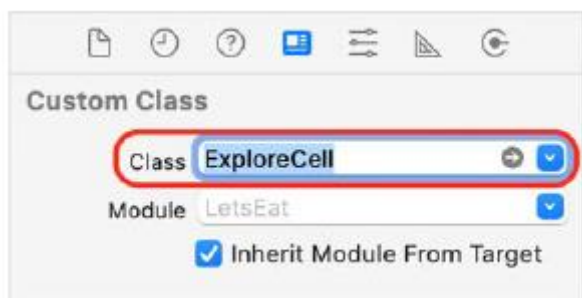 Custom Class
Class ExploreCell
Module LetsEat
Inherit Module From Target